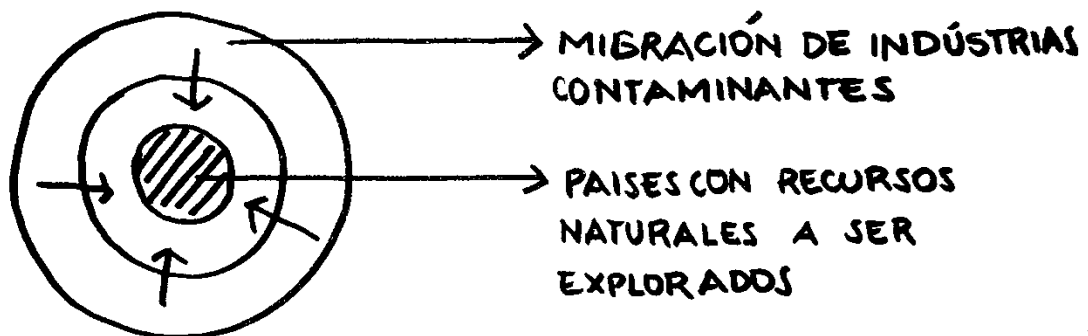 MIGRACIÓN DE INDÚSTRIAS
CONTAMINANTES
PAISES CON RECURSOS
NATURALES A SER
EXPLORADOS